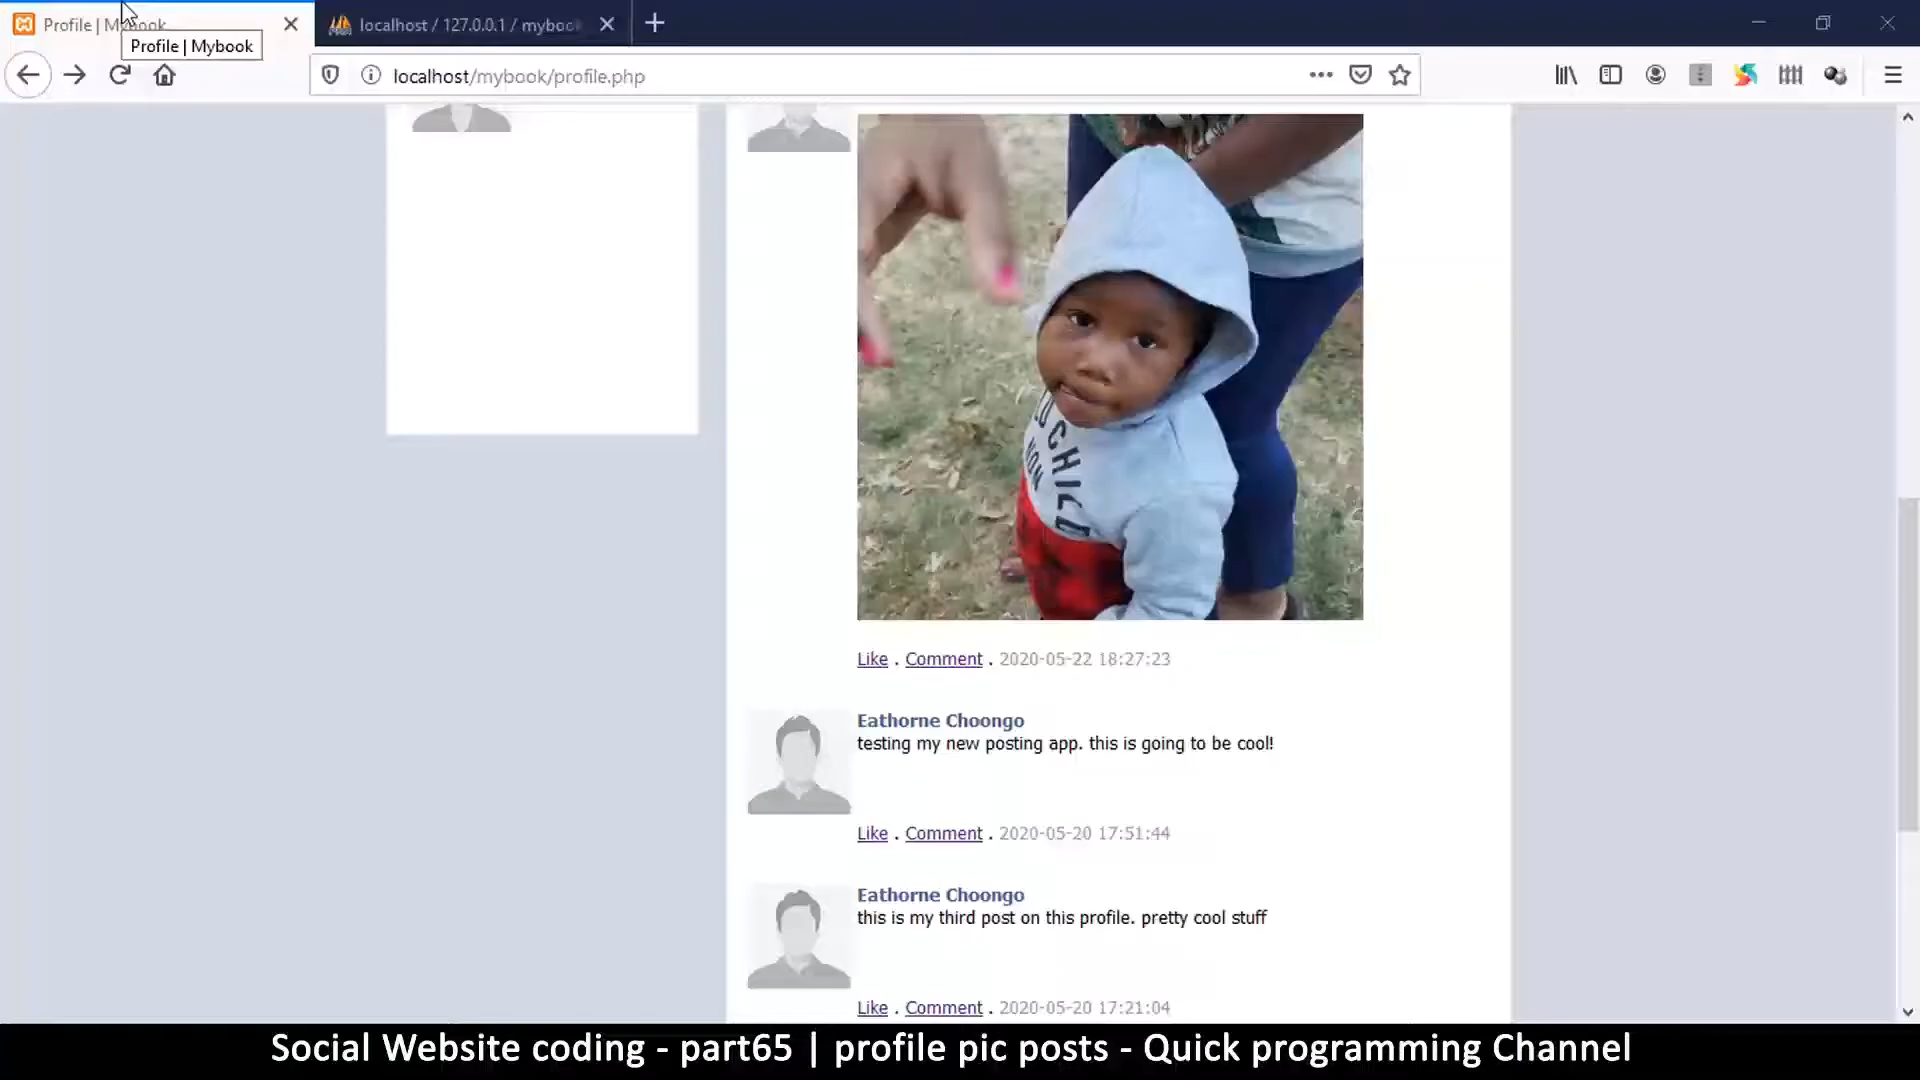 Profile | Mybook
localhost / 127.0.0.1 / mybook
Profile | Mybook
localhost/mybook/profile.php
CHILD
Like . Comment . 2020-05-22 18:27:23
Eathorne Choongo
testing my new posting app. this is going to be cool!
Like . Comment . 2020-05-20 17:51:44
Eathorne Choongo
this is my third post on this profile. pretty cool stuff
Like . Comment . 2020-05-20 17:21:04
Social Website coding - part65 | profile pic posts - Quick programming Channel